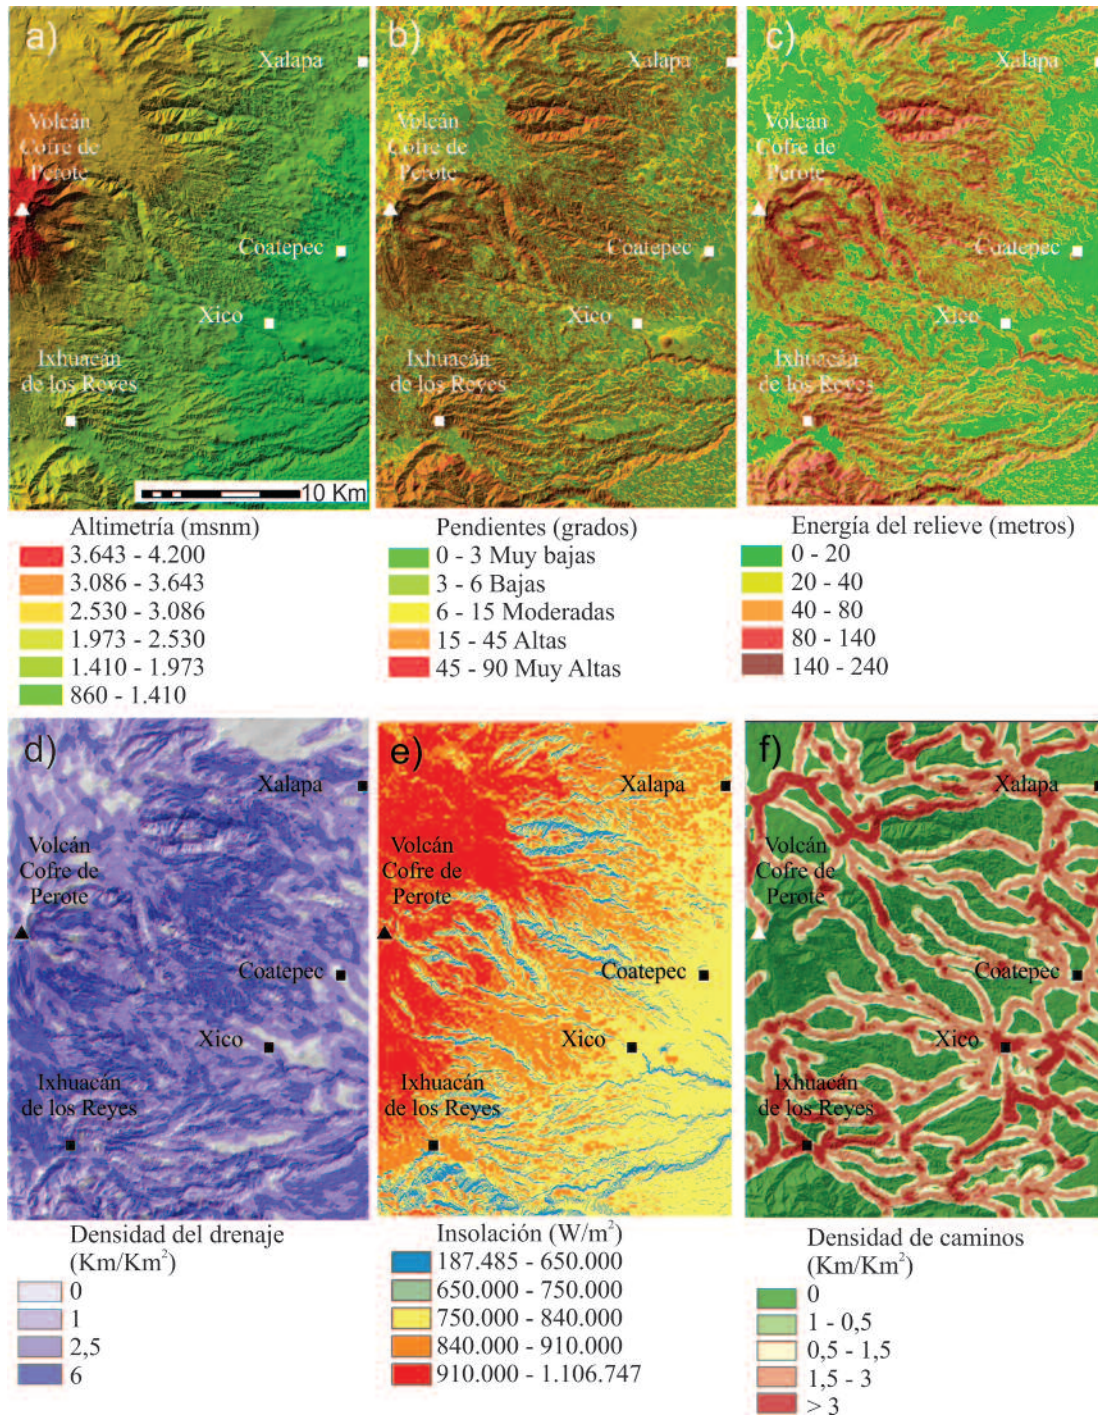 a)
Xalapa
Volcán
Cofre de
Perote
Coatepec
Xico
Ixhuacán
de los Reyes
10 Km
b)
Xalapa
Volcán
Cofre de
Perote
Coatepec
Xico
Ixhuacán
de los Reyes
c)
Xalapa
Volcán
Cofre de
Perote
Coatepec
Xico
Ixhuacán
de los Reyes
Altimetría (msnm)
3.643 - 4.200
3.086 - 3.643
2.530 - 3.086
1.973 - 2.530
1.410 - 1.973
860 - 1.410
Pendientes (grados)
0 - 3 Muy bajas
3 - 6 Bajas
6 - 15 Moderadas
15 - 45 Altas
45 - 90 Muy Altas
Energía del relieve (metros)
0 - 20
20 - 40
40 - 80
80 - 140
140 - 240
d)
Xalapa
Volcán
Cofre de
Perote
Coatepec
Xico
Ixhuacán
de los Reyes
e)
Xalapa
Volcán
Cofre de
Perote
Coatepec
Xico
Ixhuacán
de los Reyes
f)
Xalapa
Volcán
Cofre de
Perote
Coatepec
Xico
Ixhuacán
de los Reyes
Densidad del drenaje
(Km/Km²)
0
1
2,5
6
Insolación (W/m²)
187.485 - 650.000
650.000 - 750.000
750.000 - 840.000
840.000 - 910.000
910.000 - 1.106.747
Densidad de caminos
(Km/Km²)
0
1 - 0,5
0,5 - 1,5
1,5 - 3
> 3